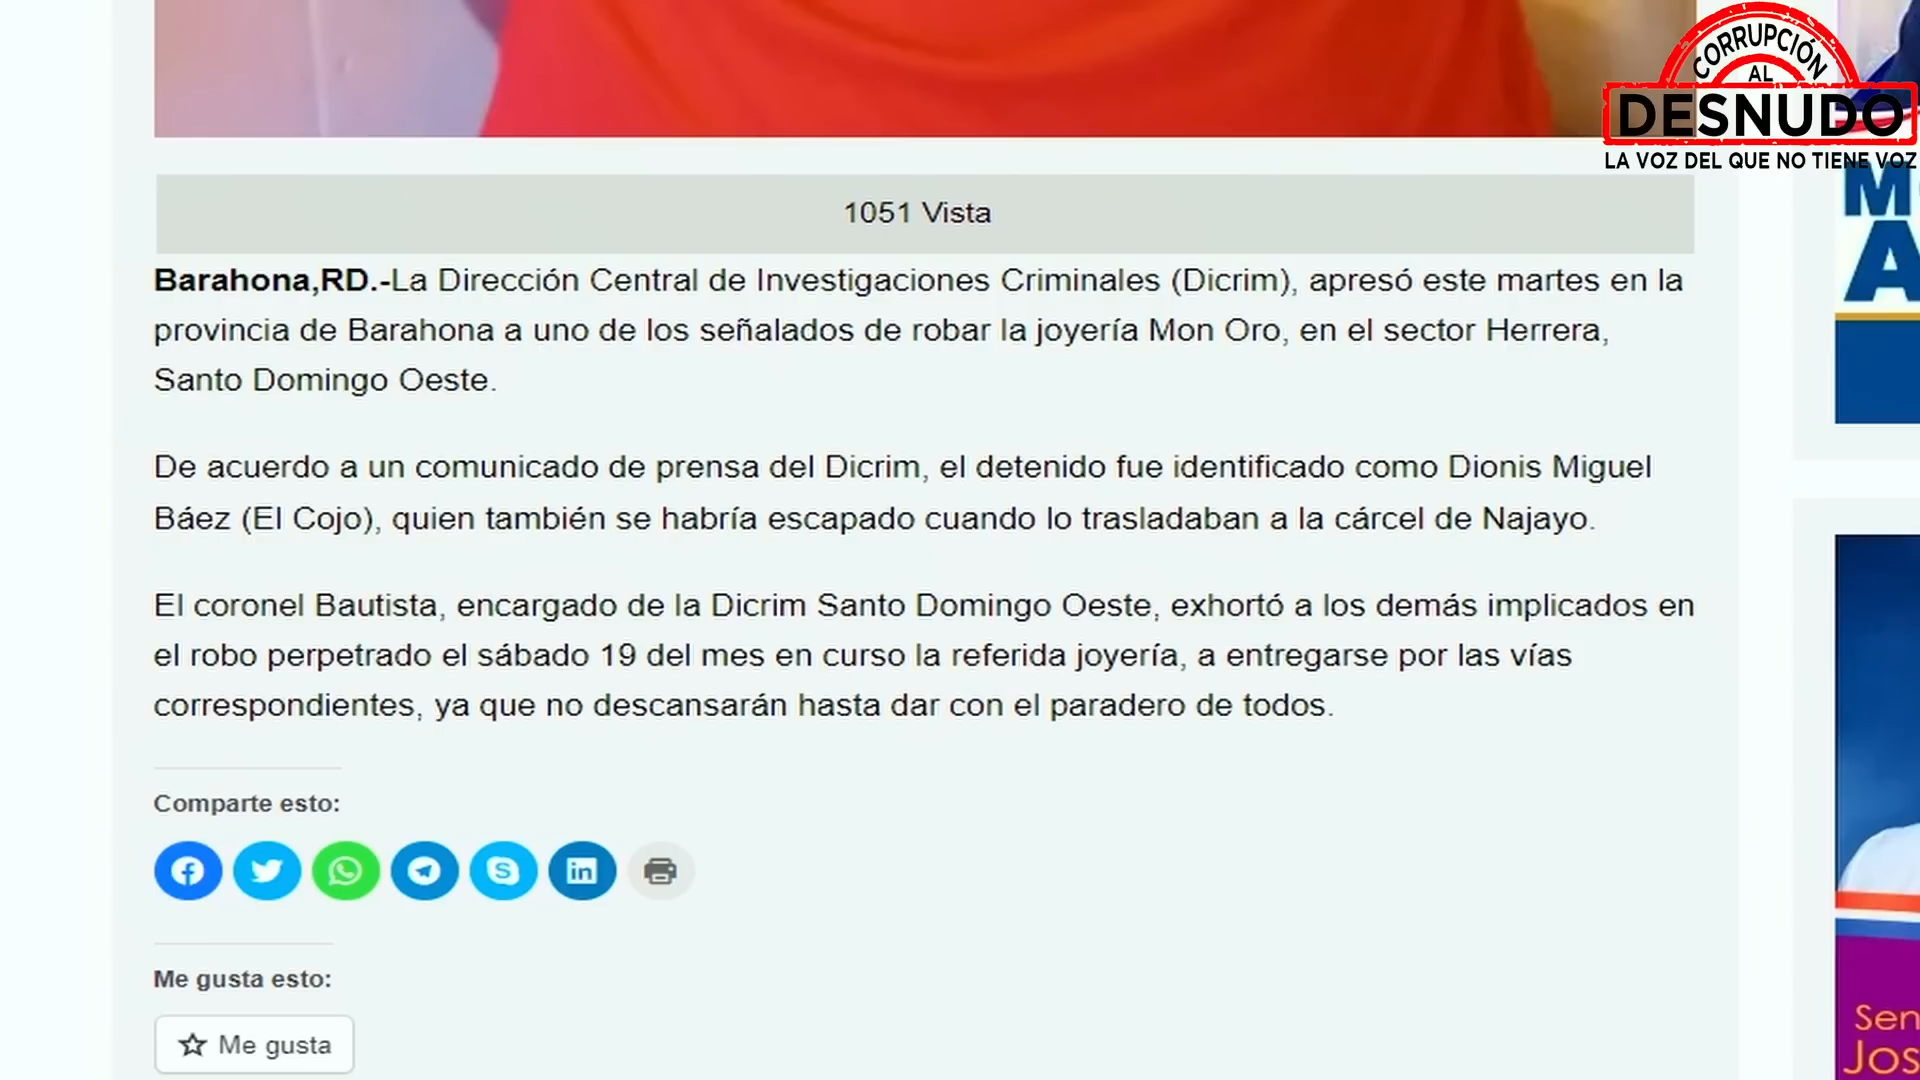 CORRUPCIÓN
AL
DESNUDO
LA VOZ DEL QUE NO TIENE VOZ
1051 Vista
Barahona,RD.-La Dirección Central de Investigaciones Criminales (Dicrim), apresó este martes en la
provincia de Barahona a uno de los señalados de robar la joyería Mon Oro, en el sector Herrera,
Santo Domingo Oeste.
De acuerdo a un comunicado de prensa del Dicrim, el detenido fue identificado como Dionis Miguel
Báez (El Cojo), quien también se habría escapado cuando lo trasladaban a la cárcel de Najayo.
El coronel Bautista, encargado de la Dicrim Santo Domingo Oeste, exhortó a los demás implicados en
el robo perpetrado el sábado 19 del mes en curso la referida joyería, a entregarse por las vías
correspondientes, ya que no descansarán hasta dar con el paradero de todos.
Comparte esto:
Me gusta esto:
Me gusta
Sen
Jos